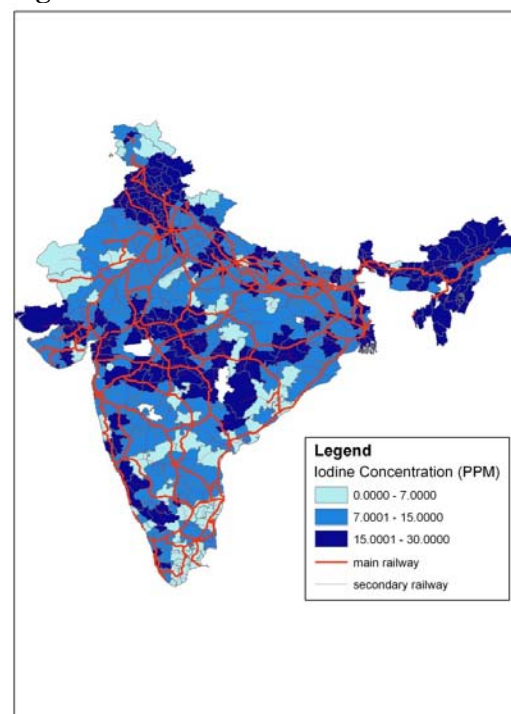 Legend
Iodine Concentration (PPM)
0.0000 - 7.0000
7.0001 - 15.0000
15.0001 - 30.0000
main railway
secondary railway